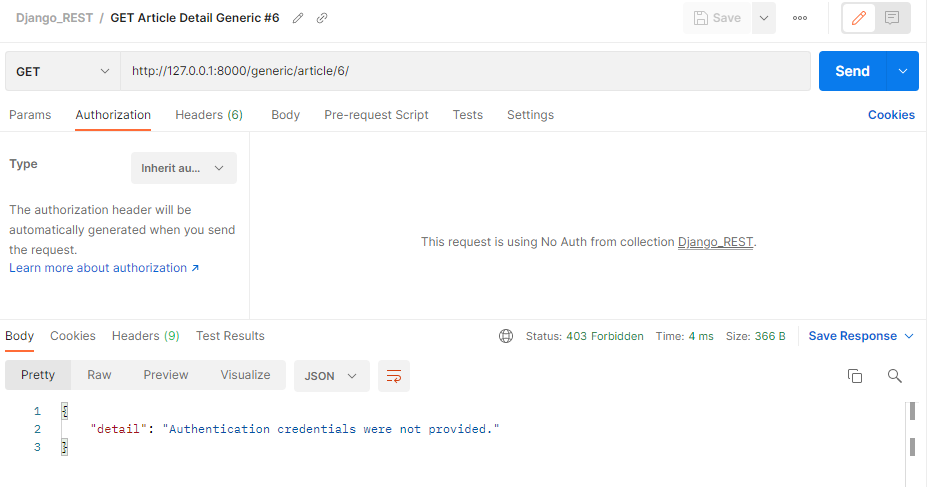 Django_REST / GET Article Detail Generic #6
Save
GET http://127.0.0.1:8000/generic/article/6/ Send
Params Authorization Headers (6) Body Pre-request Script Tests Settings Cookies
Type Inherit au...
The authorization header will be
automatically generated when you send
the request.
Learn more about authorization ↗
This request is using No Auth from collection Django_REST.
Body Cookies Headers (9) Test Results Status: 403 Forbidden Time: 4 ms Size: 366 B Save Response
Pretty Raw Preview Visualize JSON
1 {
2 "detail": "Authentication credentials were not provided."
3 }